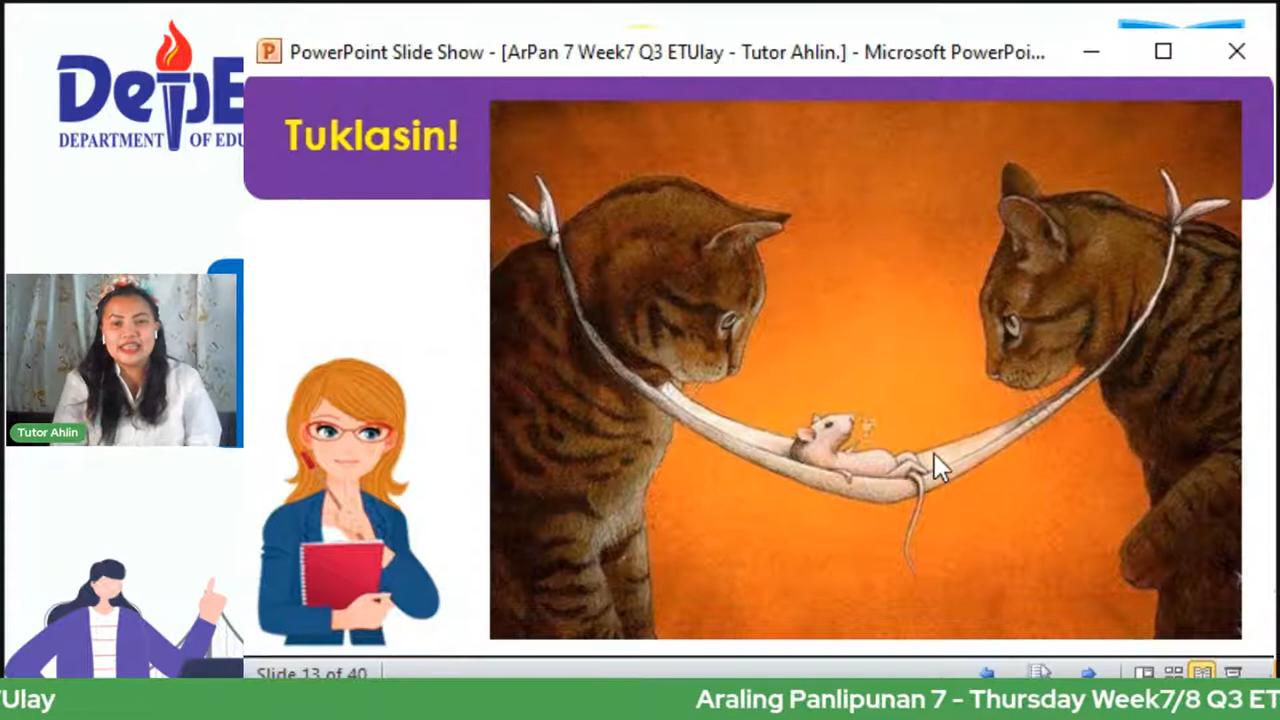 DepE
DEPARTMENT OF EDU
PowerPoint Slide Show - [ArPan 7 Week7 Q3 ETUlay - Tutor Ahlin.] - Microsoft PowerPoi...
Tuklasin!
Tutor Ahlin
Slide 13 of 40
/Ulay
Araling Panlipunan 7 - Thursday Week7/8 Q3 ET